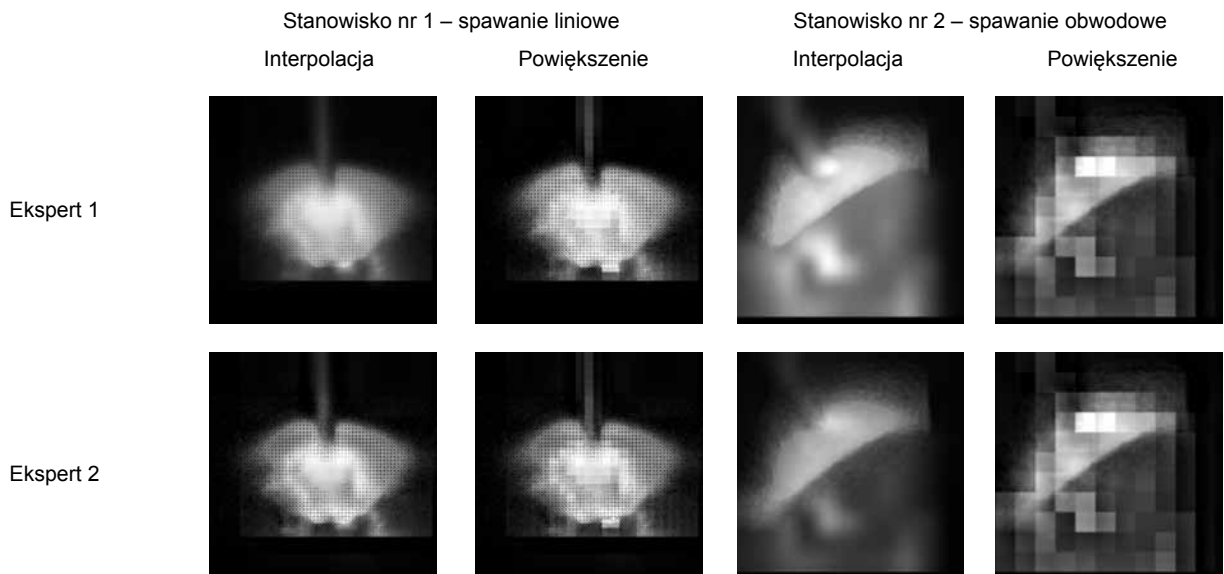 Stanowisko nr 1 – spawanie liniowe Stanowisko nr 2 – spawanie obwodowe
Interpolacja Powiększenie Interpolacja Powiększenie
Ekspert 1
Ekspert 2